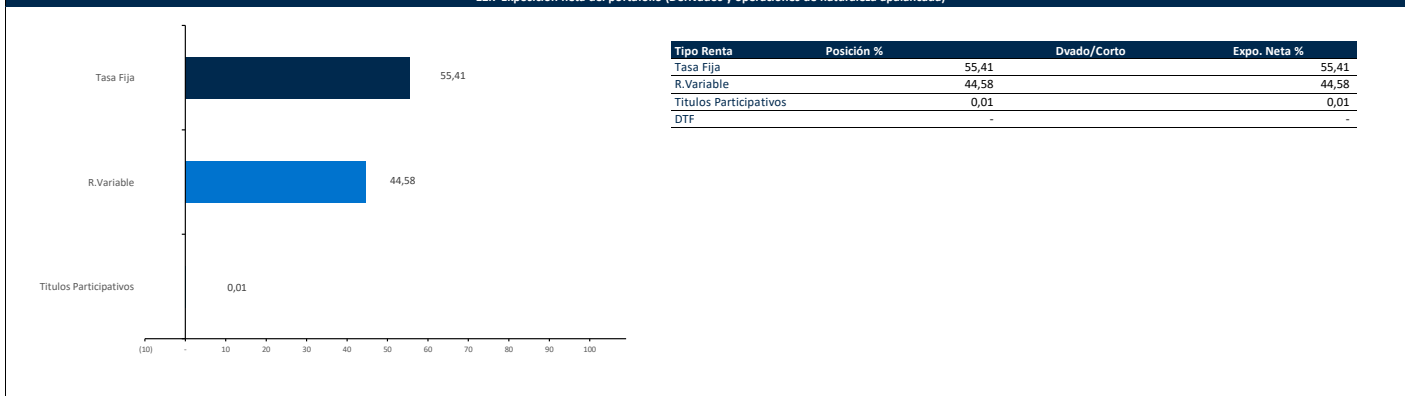 Tasa Fija
55,41
R.Variable
44,58
Titulos Participativos
0,01
(10) - 10 20 30 40 50 60 70 80 90 100
Tipo Renta Posición % Dvado/Corto Expo. Neta %
Tasa Fija 55,41 55,41
R.Variable 44,58 44,58
Titulos Participativos 0,01 0,01
DTF - -